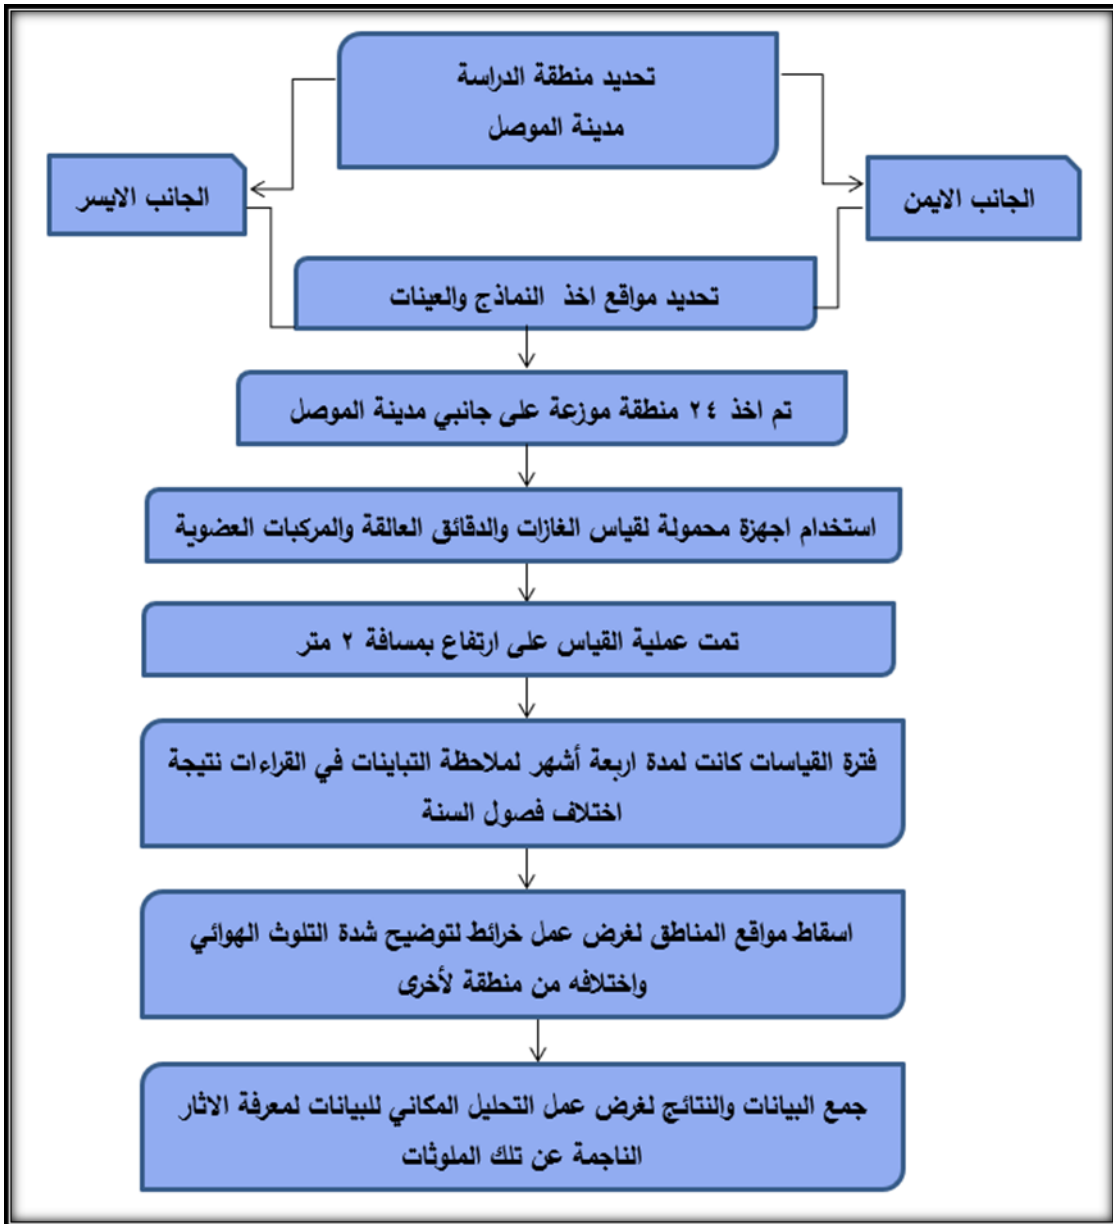 تحديد منطقة الدراسة
مدينة الموصل
الجانب الايمن
الجانب الايسر
تحديد مواقع اخذ النماذج والعينات
تم اخذ ٢٤ منطقة موزعة على جانبي مدينة الموصل
استخدام اجهزة محمولة لقياس الغازات والدقائق العالقة والمركبات العضوية
تمت عملية القياس على ارتفاع بمسافة ٢ متر
فترة القياسات كانت لمدة اربعة أشهر لملاحظة التباينات في القراءات نتيجة
اختلاف فصول السنة
اسقاط مواقع المناطق لغرض عمل خرائط لتوضيح شدة التلوث الهوائي
واختلافه من منطقة لأخرى
جمع البيانات والنتائج لغرض عمل التحليل المكاني للبيانات لمعرفة الاثار
الناجمة عن تلك الملوثات